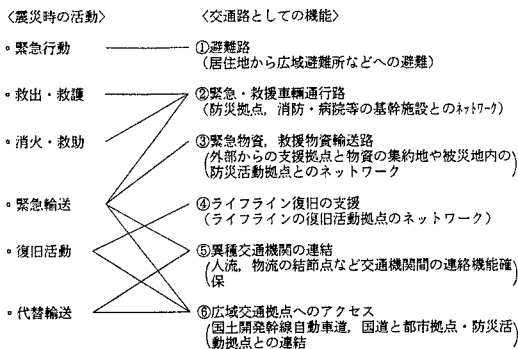 〈震災時の活動〉
〈交通路としての機能〉
∘緊急行動
①避難路
(居住地から広域避難所などへの避難)
∘救出・救護
②緊急・救援車輛通行路
(防災拠点，消防・病院等の基幹施設とのﾈｯﾄﾜｰｸ)
∘消火・救助
③緊急物資，救援物資輸送路
(外部からの支援拠点と物資の集約地や被災地内の
防災活動拠点とのネットワーク)
∘緊急輸送
④ライフライン復旧の支援
(ライフラインの復旧活動拠点のネットワーク)
∘復旧活動
⑤異種交通機関の連結
(人流，物流の結節点など交通機関間の連絡機能確
保)
∘代替輸送
⑥広域交通拠点へのアクセス
(国土開発幹線自動車道，国道と都市拠点・防災活
動拠点との連結)